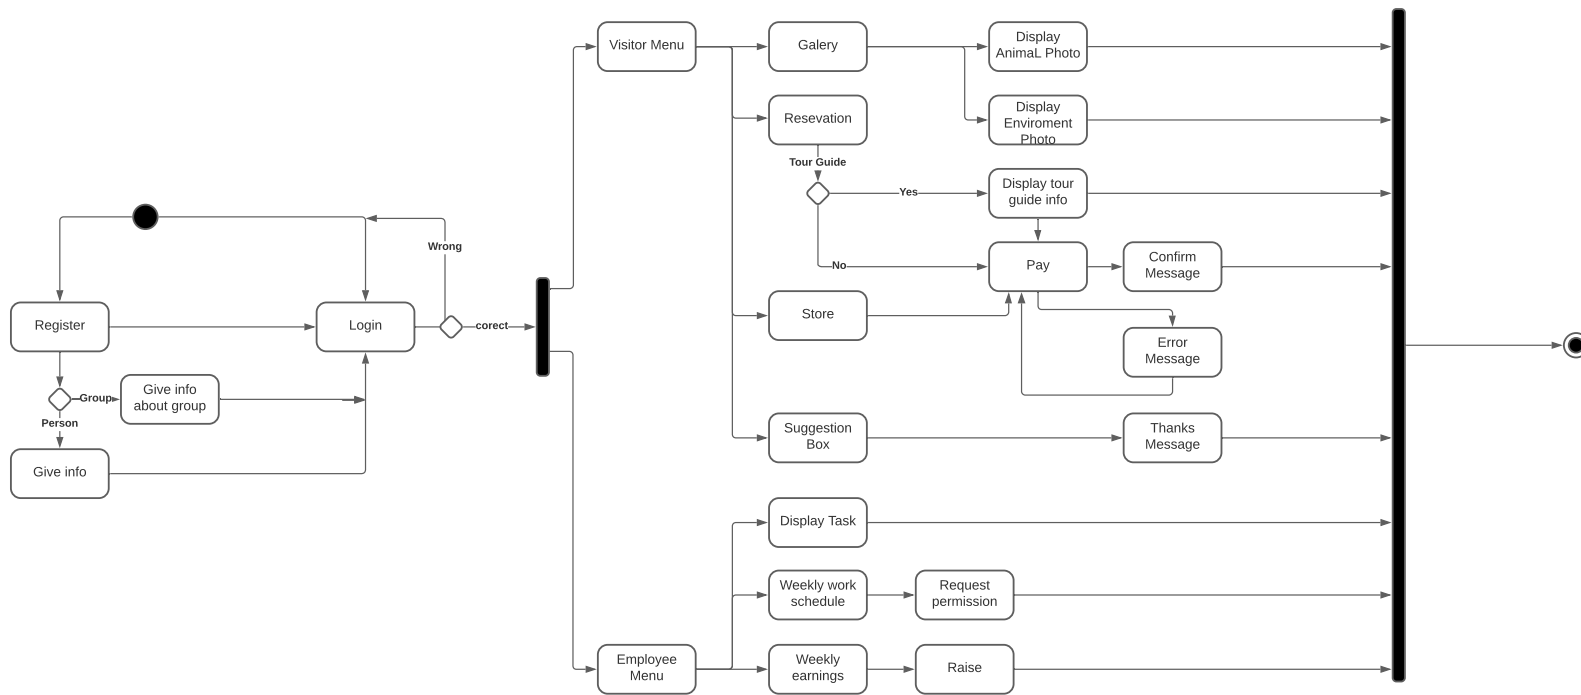 Visitor Menu
Galery
Display
AnimaL Photo
Resevation
Display
Enviroment
Photo
Tour Guide
Yes
Display tour
guide info
Wrong
No
Pay
Confirm
Message
Register
Login
corect
Store
Error
Message
Group
Give info
about group
Person
Give info
Suggestion
Box
Thanks
Message
Display Task
Weekly work
schedule
Request
permission
Employee
Menu
Weekly
earnings
Raise